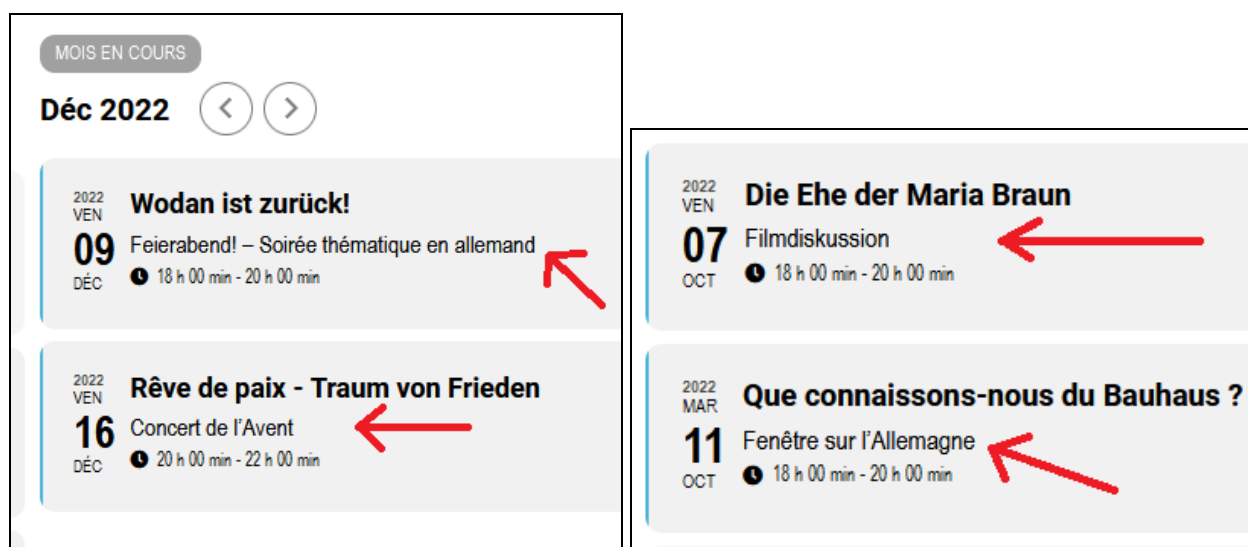 MOIS EN COURS
Déc 2022
2022
VEN
09
DÉC
Wodan ist zurück!
Feierabend! – Soirée thématique en allemand
18 h 00 min - 20 h 00 min
2022
VEN
16
DÉC
Rêve de paix - Traum von Frieden
Concert de l'Avent
20 h 00 min - 22 h 00 min
2022
VEN
07
OCT
Die Ehe der Maria Braun
Filmdiskussion
18 h 00 min - 20 h 00 min
2022
MAR
11
OCT
Que connaissons-nous du Bauhaus ?
Fenêtre sur l'Allemagne
18 h 00 min - 20 h 00 min